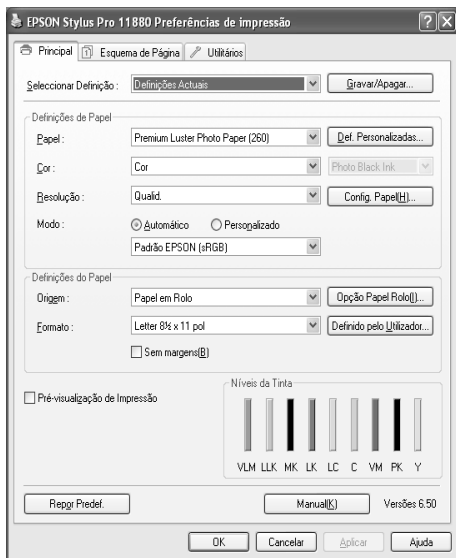 EPSON Stylus Pro 11880 Preferências de impressão
Principal Esquema de Página Utilitários
Seleccionar Definição : Definições Actuais Gravar/Apagar...
Definições de Papel
Papel : Premium Luster Photo Paper (260) Def. Personalizadas...
Cor : Cor Photo Black Ink
Resolução : Qualid. Config. Papel(H)...
Modo : Automático Personalizado
Padrão EPSON (sRGB)
Definições do Papel
Origem : Papel em Rolo Opção Papel Rolo(I)...
Formato : Letter 8½ x 11 pol Definido pelo Utilizador...
Sem margens(B)
Pré-visualização de Impressão
Níveis da Tinta
VLM LLK MK LK LC C VM PK Y
Repor Predef. Manual(K) Versões 6.50
OK Cancelar Aplicar Ajuda